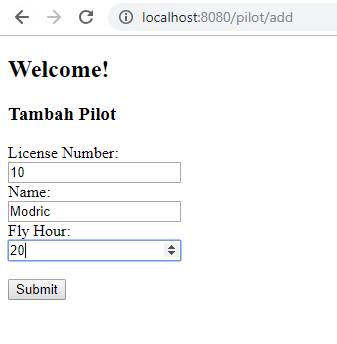 localhost:8080/pilot/add
Welcome!
Tambah Pilot
License Number:
10
Name:
Modric
Fly Hour:
20
Submit